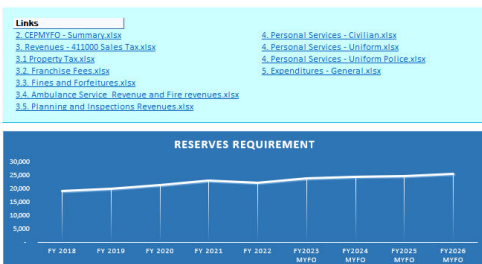 Links
2. CEPMYFO - Summary.xlsx
3. Revenues - 411000 Sales Tax.xlsx
3.1 Property Tax.xlsx
3.2. Franchise Fees.xlsx
3.3. Fines and Forfeitures.xlsx
3.4. Ambulance Service Revenue and Fire revenues.xlsx
3.5. Planning and Inspections Revenues.xlsx
4. Personal Services - Civilian.xlsx
4. Personal Services - Uniform.xlsx
4. Personal Services - Uniform Police.xlsx
5. Expenditures - General.xlsx
RESERVES REQUIREMENT
30,000
25,000
20,000
15,000
10,000
5,000
-
FY 2018 FY 2019 FY 2020 FY 2021 FY 2022 FY2023 FY2024 FY2025 FY2026
MYFO MYFO MYFO MYFO